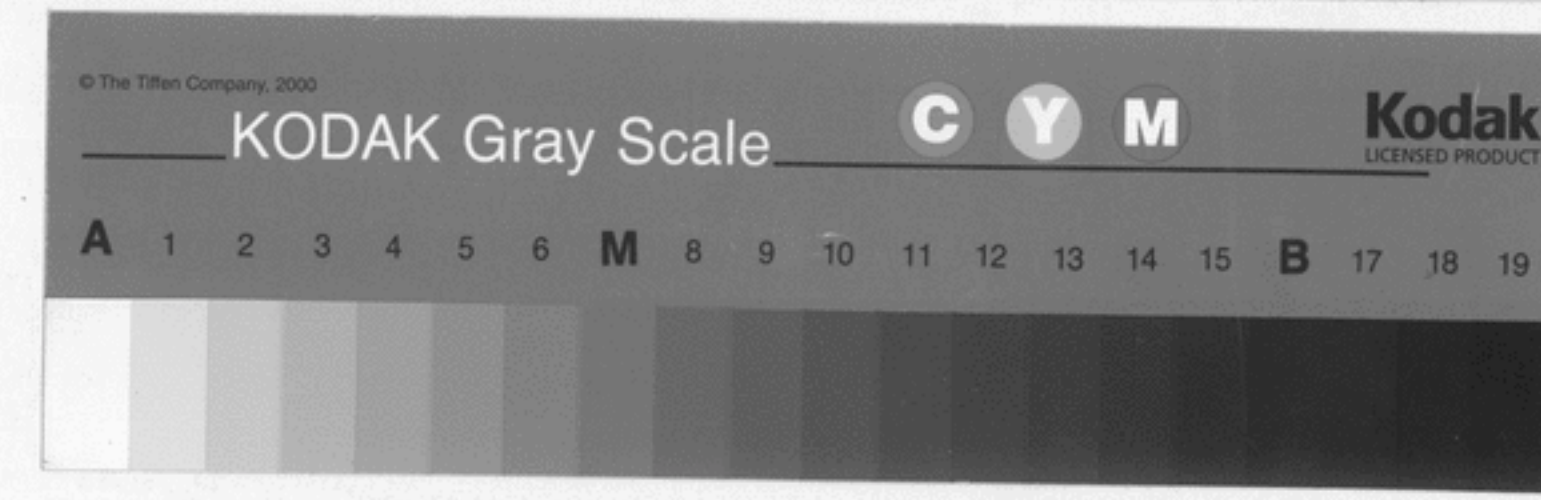 © The Tiffen Company, 2000
KODAK Gray Scale
C Y M
Kodak
LICENSED PRODUCT
A 1 2 3 4 5 6 M 8 9 10 11 12 13 14 15 B 17 18 19